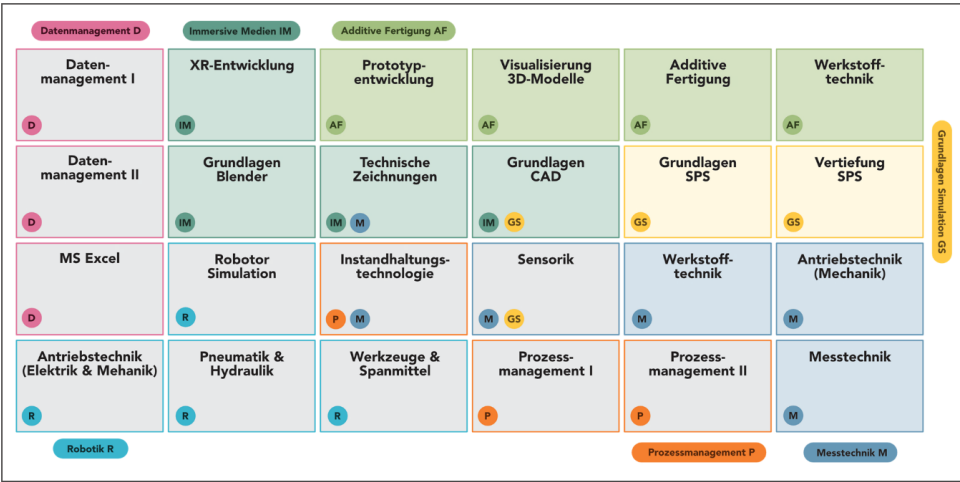 Datenmanagement D
Immersive Medien IM
Additive Fertigung AF
Daten-
management I
D
XR-Entwicklung
IM
Prototyp-
entwicklung
AF
Visualisierung
3D-Modelle
AF
Additive
Fertigung
AF
Werkstoff-
technik
AF
Daten-
management II
D
Grundlagen
Blender
IM
Technische
Zeichnungen
IM M
Grundlagen
CAD
IM GS
Grundlagen
SPS
GS
Vertiefung
SPS
GS
Grundlagen Simulation GS
MS Excel
D
Robotor
Simulation
R
Instandhaltungs-
technologie
P M
Sensorik
M GS
Werkstoff-
technik
M
Antriebstechnik
(Mechanik)
M
Antriebstechnik
(Elektrik & Mehanik)
R
Pneumatik &
Hydraulik
R
Werkzeuge &
Spanmittel
R
Prozess-
management I
P
Prozess-
management II
P
Messtechnik
M
Robotik R
Prozessmanagement P
Messtechnik M